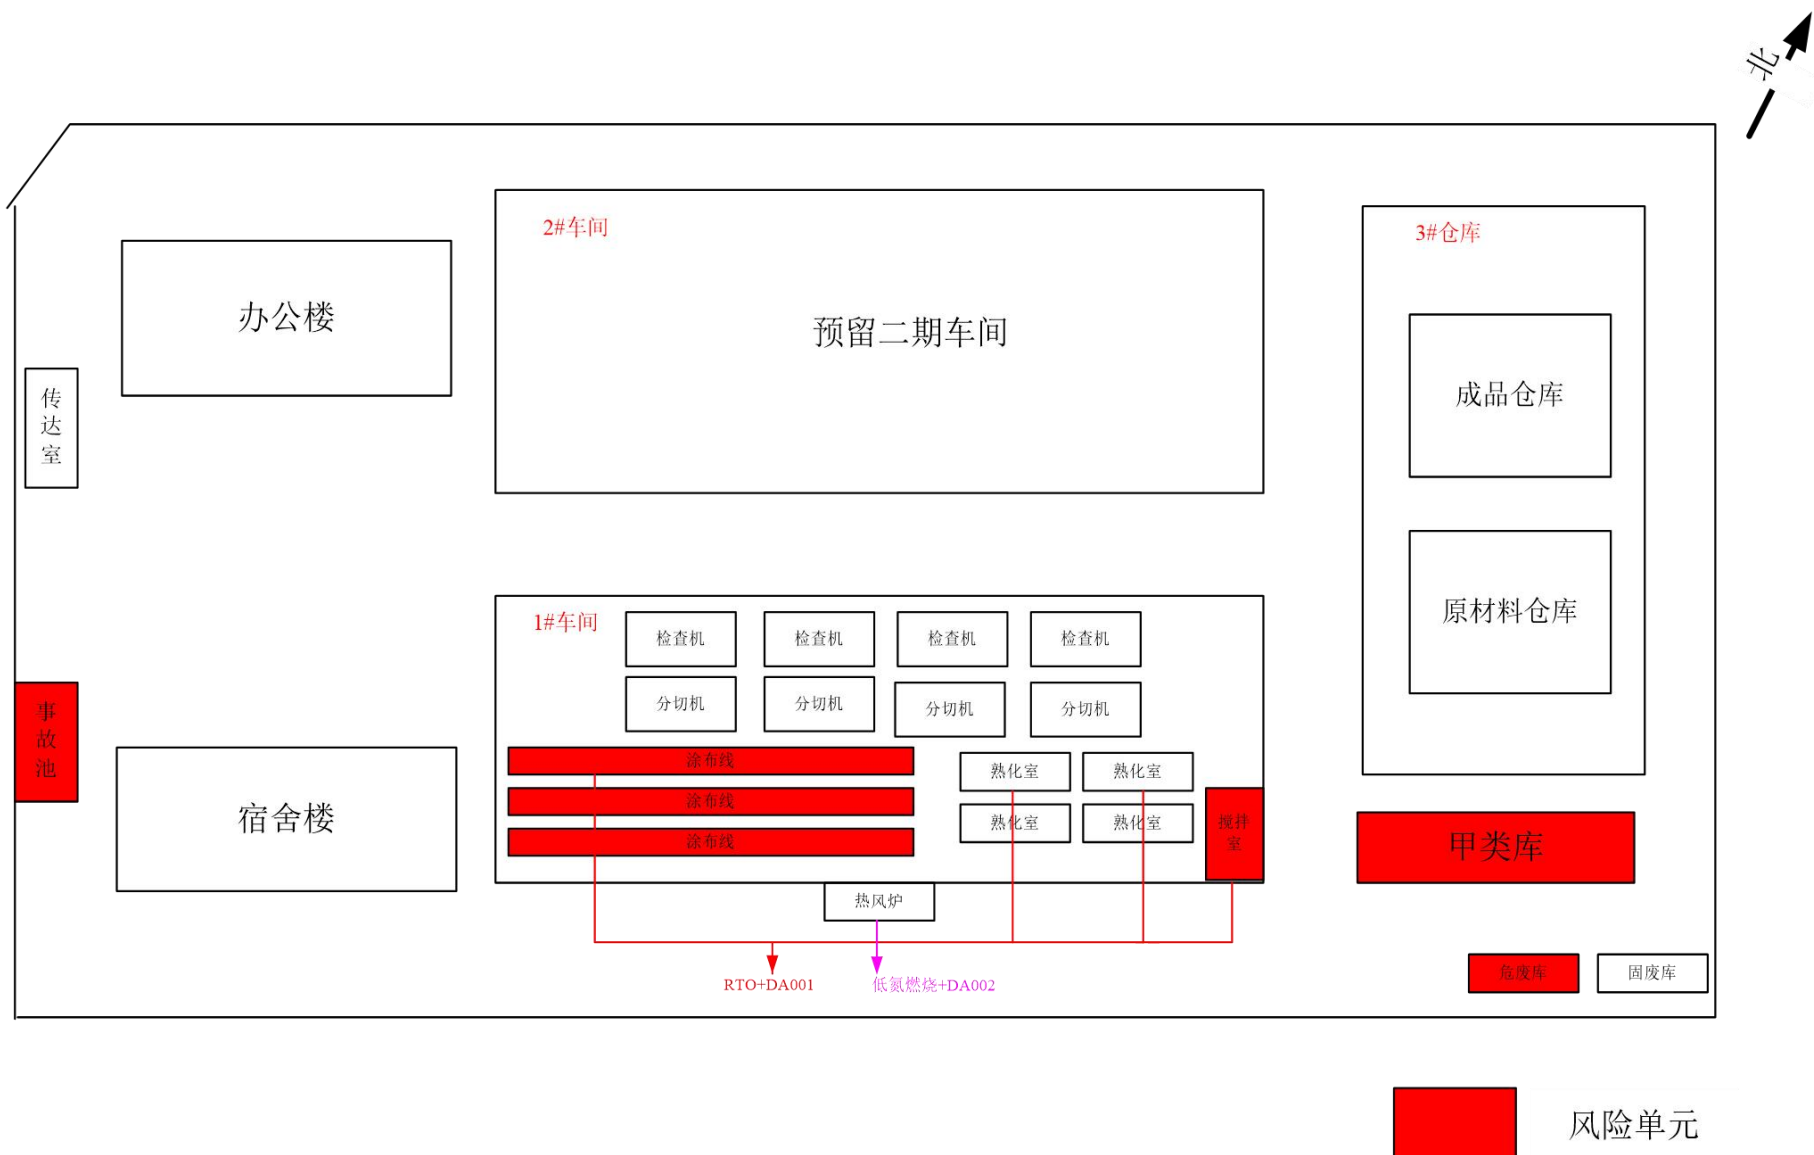 北
2#车间
3#仓库
办公楼
预留二期车间
成品仓库
传
达
室
原材料仓库
1#车间
检查机
检查机
检查机
检查机
分切机
分切机
分切机
分切机
事
故
池
涂布线
涂布线
涂布线
熟化室
熟化室
熟化室
熟化室
搅拌
室
宿舍楼
甲类库
热风炉
RTO+DA001
低氮燃烧+DA002
危废库
固废库
风险单元